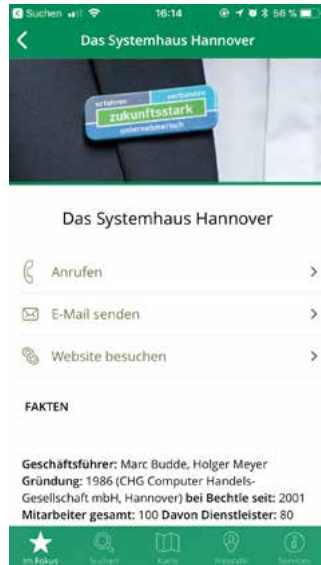 Suchen 16:14 56 %
Das Systemhaus Hannover
erfahren verbunden
zukunftsstark
unternehmerisch
Das Systemhaus Hannover
Anrufen
E-Mail senden
Website besuchen
FAKTEN
Geschäftsführer: Marc Budde, Holger Meyer
Gründung: 1986 (CHG Computer Handels-
Gesellschaft mbH, Hannover) bei Bechtle seit: 2001
Mitarbeiter gesamt: 100 Davon Dienstleister: 80
Im Fokus Suchen Karte Services